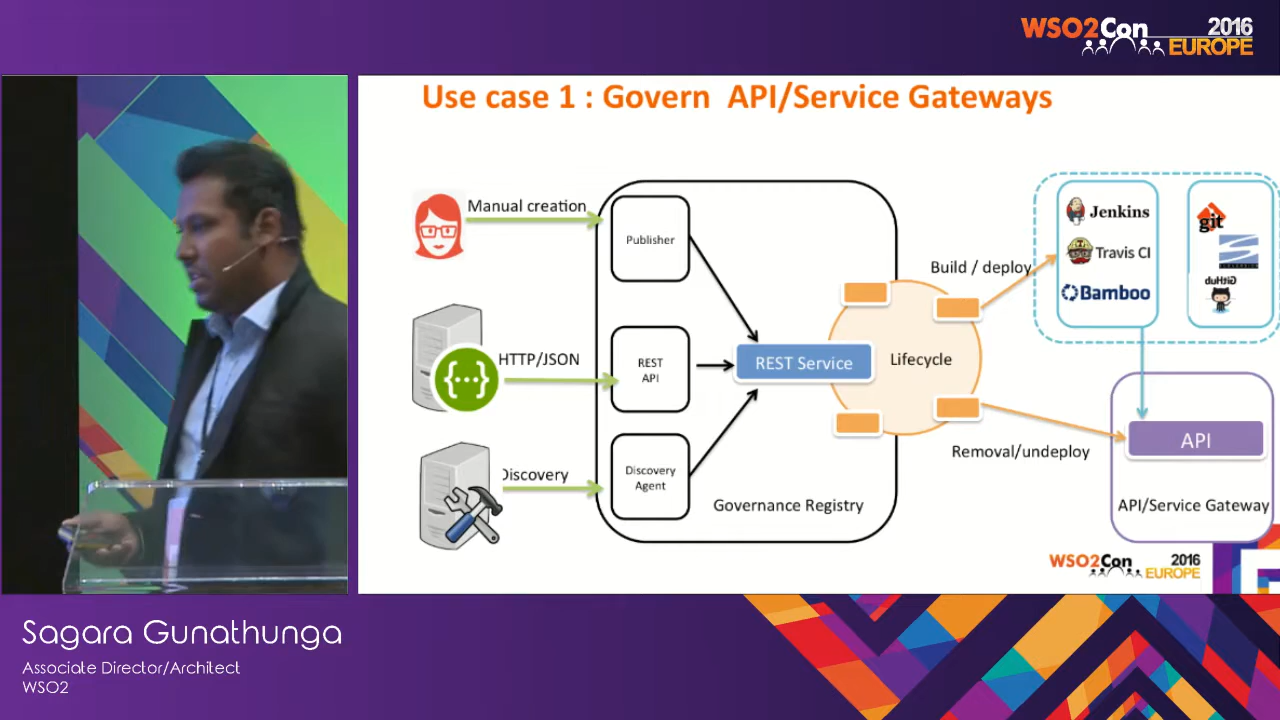 WSO2Con 2016
EUROPE
Use case 1 : Govern API/Service Gateways
Manual creation
Publisher
Jenkins
Travis CI
Bamboo
git
GitHub
Build / deploy
HTTP/JSON
REST
API
REST Service
Lifecycle
Discovery
Discovery
Agent
Governance Registry
Removal/undeploy
API
API/Service Gateway
WSO2Con 2016
EUROPE
Sagara Gunathunga
Associate Director/Architect
WSO2